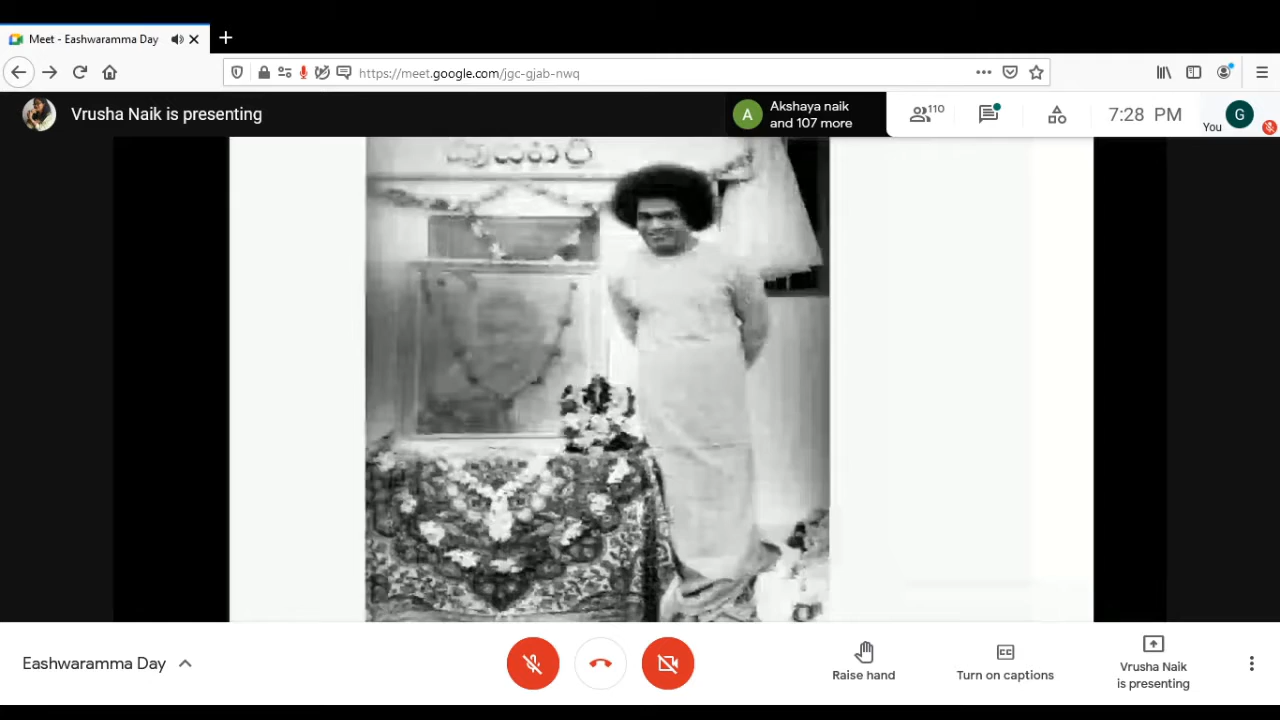 Meet - Eashwaramma Day
https://meet.google.com/jgc-gjab-nwq
Vrusha Naik is presenting
A
Akshaya naik
and 107 more
110
7:28 PM
You
G
Eashwaramma Day
Raise hand
CC
Turn on captions
Vrusha Naik
is presenting